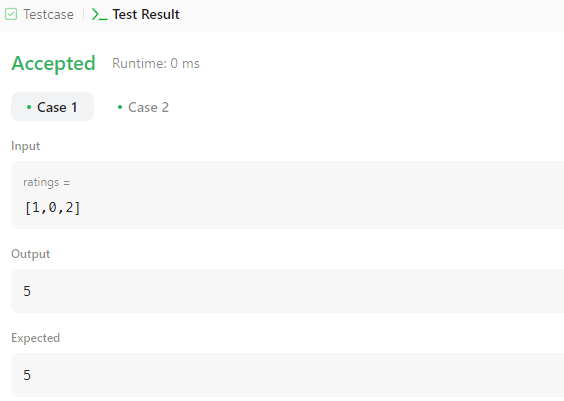 Testcase | Test Result
Accepted Runtime: 0 ms
• Case 1 • Case 2
Input
ratings =
[1,0,2]
Output
5
Expected
5